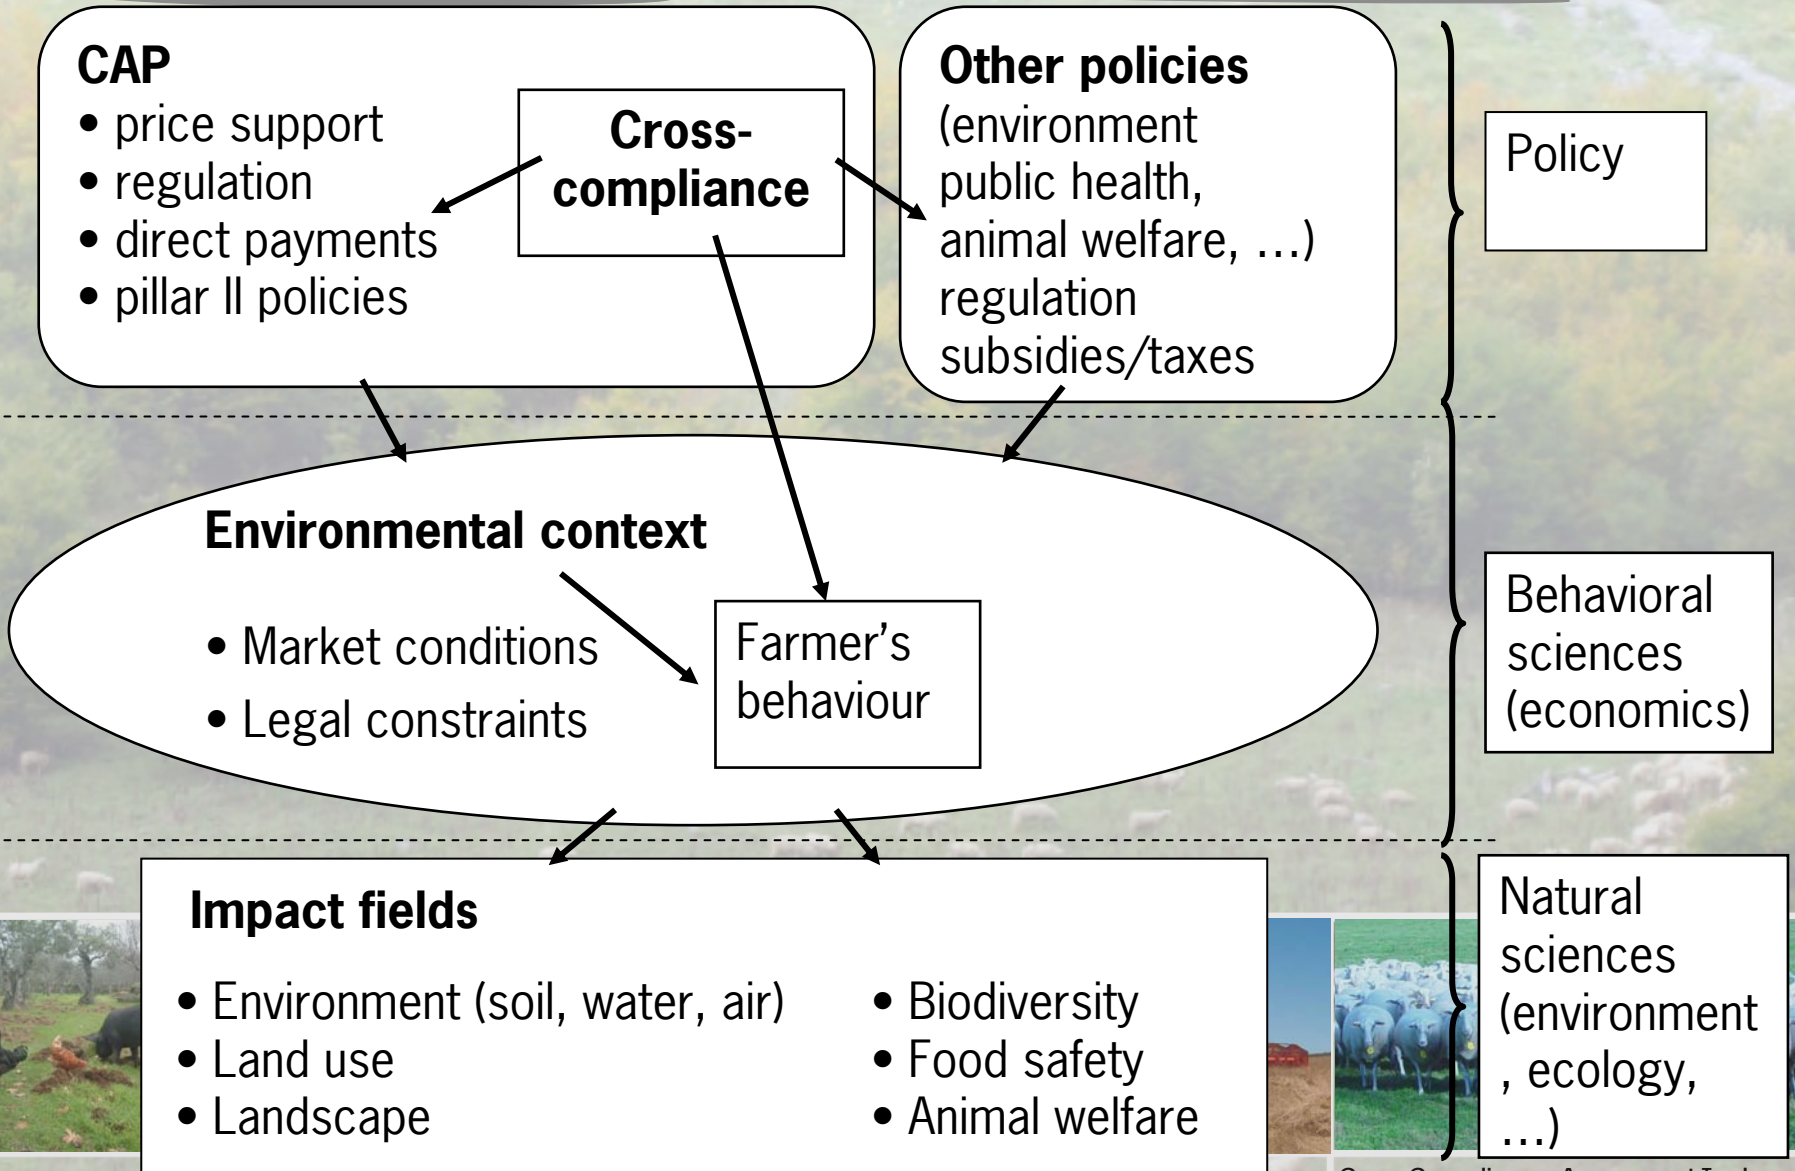 CAP
• price support
• regulation
• direct payments
• pillar II policies
Cross-
compliance
Other policies
(environment
public health,
animal welfare, …)
regulation
subsidies/taxes
Policy
Environmental context
• Market conditions
• Legal constraints
Farmer’s
behaviour
Behavioral
sciences
(economics)
Impact fields
• Environment (soil, water, air)
• Land use
• Landscape
• Biodiversity
• Food safety
• Animal welfare
Natural
sciences
(environment
, ecology,
…)